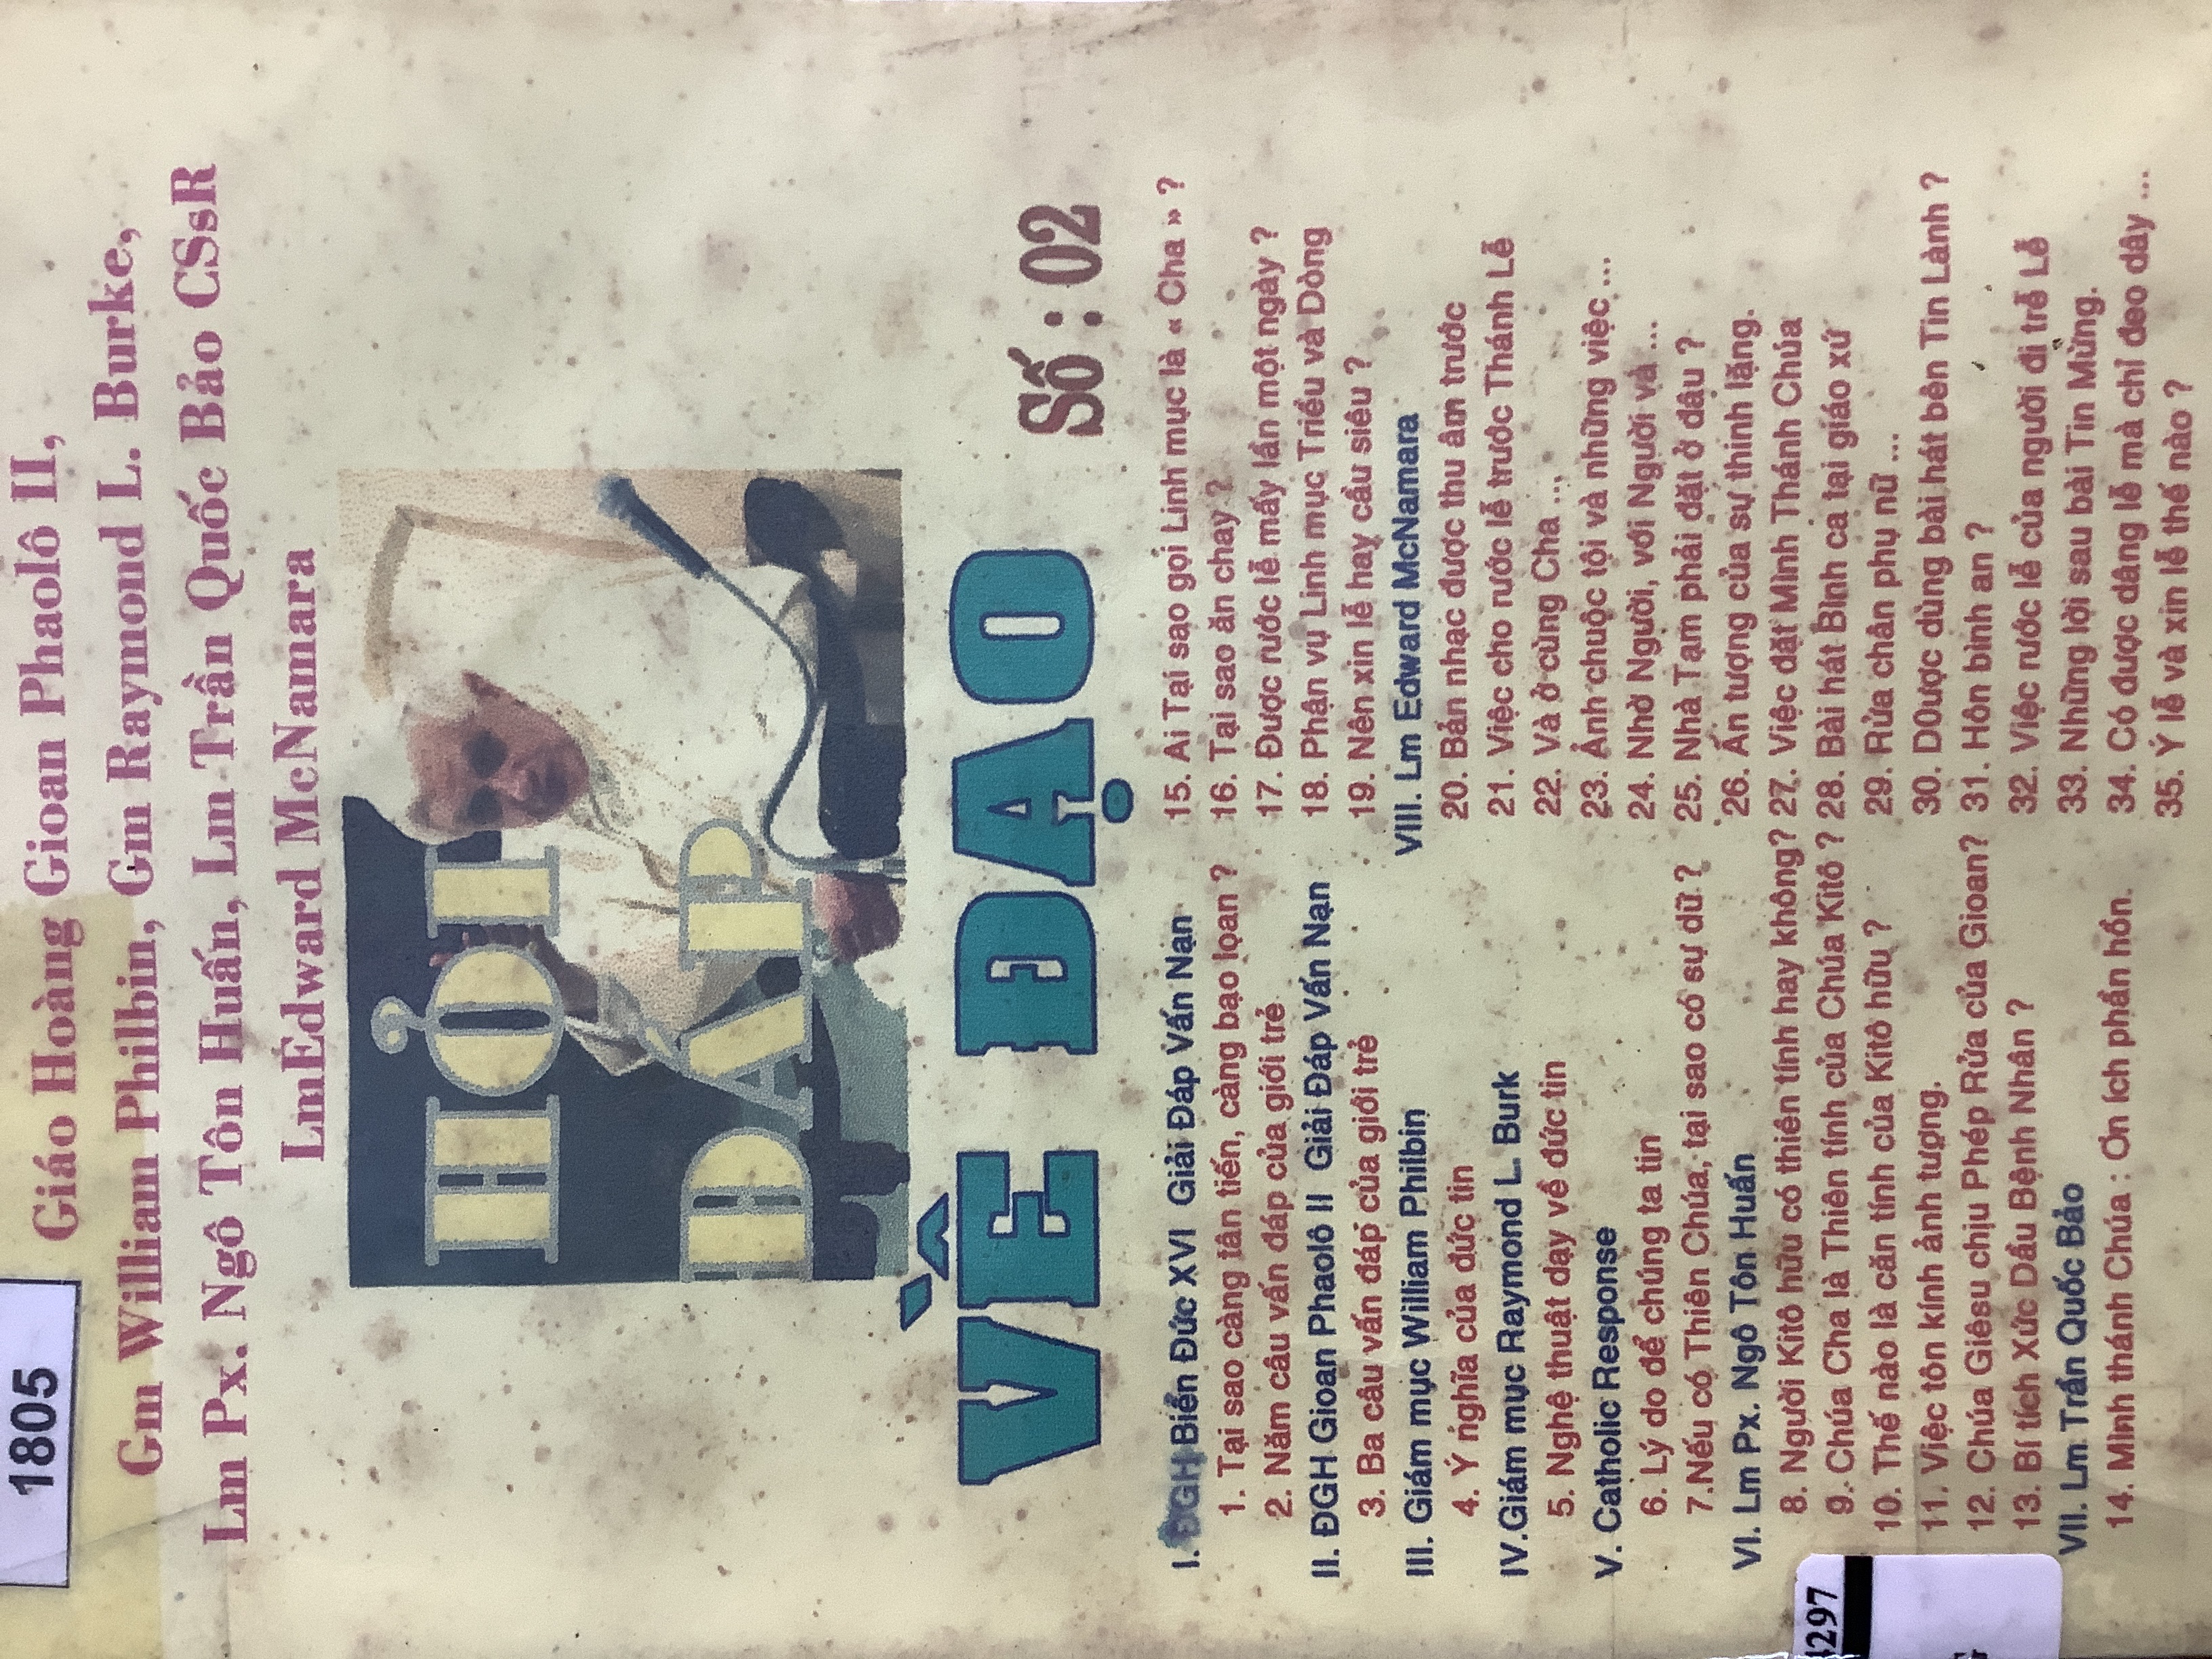 1805
Giáo Hoàng Gioan Phaolô II,
Gm William Philbin, Gm Raymond L. Burke,
Lm Px. Ngô Tôn Huấn, Lm Trần Quốc Bảo CSsR
LmEdward McNamara
HỎI
ĐÁP
VỀ ĐẠO
Số : 02
I. ĐGH Biển Đức XVI Giải Đáp Vấn Nạn
1. Tại sao càng tân tiến, càng bạo loạn ?
2. Năm câu vấn đáp của giới trẻ
II. ĐGH Gioan Phaolô II Giải Đáp Vấn Nạn
3. Ba câu vấn đáp của giới trẻ
III. Giám mục William Philbin
4. Ý nghĩa của đức tin
IV.Giám mục Raymond L. Burk
5. Nghệ thuật dạy về đức tin
V. Catholic Response
6. Lý do để chúng ta tin
7.Nếu có Thiên Chúa, tại sao có sự dữ ?
VI. Lm Px. Ngô Tôn Huấn
8. Người Kitô hữu có thiên tính hay không?
9. Chúa Cha là Thiên tính của Chúa Kitô ?
10. Thế nào là căn tính của Kitô hữu ?
11. Việc tôn kính ảnh tượng.
12. Chúa Giêsu chịu Phép Rửa của Gioan?
13. Bí tích Xức Dầu Bệnh Nhân ?
VII. Lm Trần Quốc Bảo
14. Mình thánh Chúa : Ơn ích phần hồn.
15. Ai Tại sao gọi Linh mục là « Cha » ?
16. Tại sao ăn chay ?
17. Được rước lễ mấy lần một ngày ?
18. Phận vụ Linh mục Triều và Dòng
19. Nên xin lễ hay cầu siêu ?
VIII. Lm Edward McNamara
20. Bản nhạc được thu âm trước
21. Việc cho rước lễ trước Thánh Lễ
22. Và ở cùng Cha ...
23. Ảnh chuộc tội và những việc ...
24. Nhờ Người, với Người và ...
25. Nhà Tạm phải đặt ở đâu ?
26. Ấn tượng của sự thinh lặng.
27. Việc đặt Mình Thánh Chúa
28. Bài hát Bình ca tại giáo xứ
29. Rửa chân phụ nữ ...
30. D0ược dùng bài hát bên Tin Lành ?
31. Hôn bình an ?
32. Việc rước lễ của người đi trễ Lễ
33. Những lời sau bài Tin Mừng.
34. Có được dâng lễ mà chỉ đeo dây ...
35. Ý lễ và xin lễ thế nào ?
297